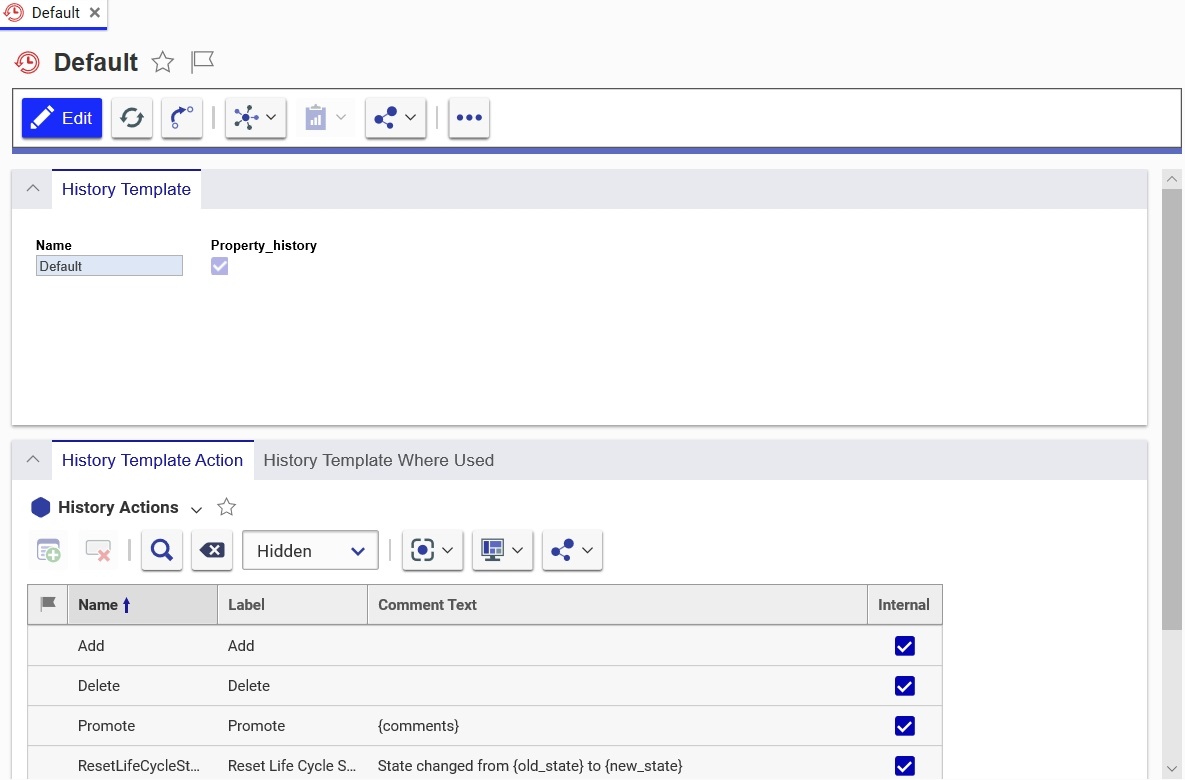 Default
Default
Edit
History Template
Name Property_history
Default
History Template Action History Template Where Used
History Actions
Hidden
Name Label Comment Text Internal
Add Add
Delete Delete
Promote Promote {comments}
ResetLifeCycleSt... Reset Life Cycle S... State changed from {old_state} to {new_state}